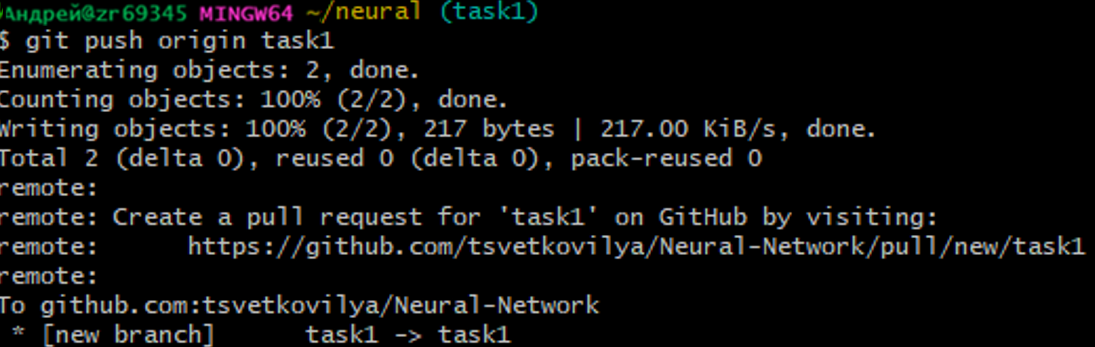 Андрей@zr69345 MINGW64 ~/neural (task1)
$ git push origin task1
Enumerating objects: 2, done.
Counting objects: 100% (2/2), done.
Writing objects: 100% (2/2), 217 bytes | 217.00 KiB/s, done.
Total 2 (delta 0), reused 0 (delta 0), pack-reused 0
remote:
remote: Create a pull request for 'task1' on GitHub by visiting:
remote:      https://github.com/tsvetkovilya/Neural-Network/pull/new/task1
remote:
To github.com:tsvetkovilya/Neural-Network
 * [new branch]      task1 -> task1